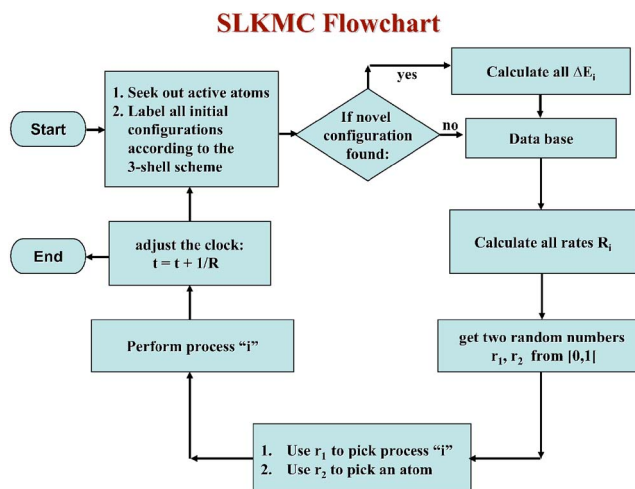 SLKMC Flowchart
Start
1. Seek out active atoms
2. Label all initial
configurations
according to the
3-shell scheme
If novel
configuration
found:
yes
no
Calculate all ΔEᵢ
Data base
Calculate all rates Rᵢ
get two random numbers
r₁, r₂ from |0,1|
1. Use r₁ to pick process “i”
2. Use r₂ to pick an atom
Perform process “i”
adjust the clock:
t = t + 1/R
End